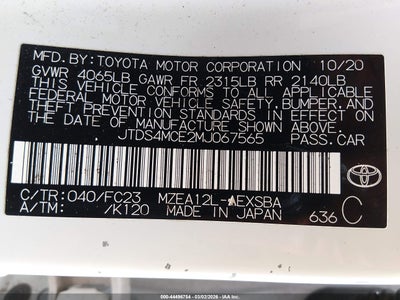 MFD.BY:TOYOTA MOTOR CORPORATION 10/20
GVWR 4065LB GAWR FR 2315LB RR 2140LB
THIS VEHICLE CONFORMS TO ALL APPLICABLE
FEDERAL MOTOR VEHICLE SAFETY, BUMPER, AND
THEFT PREVENTION STANDARDS IN EFFECT ON
THE DATE OF MANUFACTURE SHOWN ABOVE.
JTDS4MCE2MJ067565 PASS.CAR
C/TR:040/FC23 MZEA12L-AEXSBA
A/TM: /K120 MADE IN JAPAN 636 C
TOYOTA
000-44496784 - 03/02/2026 - IAA Inc.